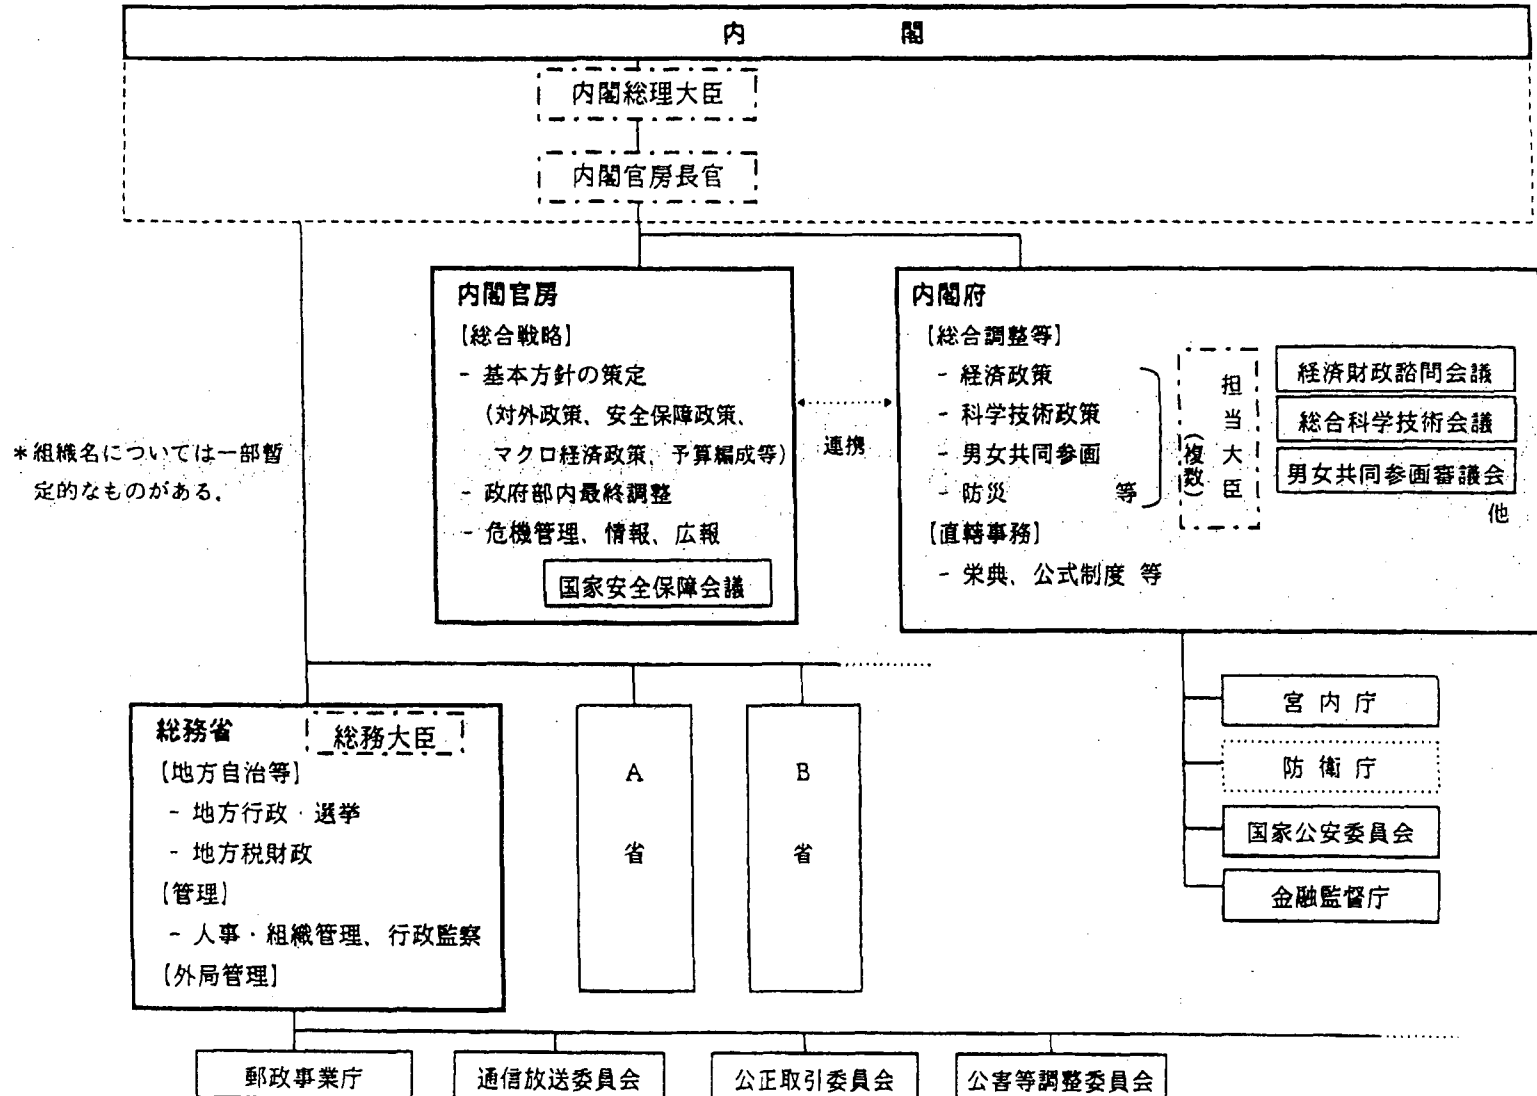 内 閣
内閣総理大臣
内閣官房長官
内閣官房
[総合戦略]
- 基本方針の策定
(対外政策、安全保障政策、
マクロ経済政策、予算編成等)
- 政府部内最終調整
- 危機管理、情報、広報
国家安全保障会議
連携
内閣府
[総合調整等]
- 経済政策
- 科学技術政策
- 男女共同参画
- 防災 等
[直轄事務]
- 栄典、公式制度 等
担当大臣
(複数)
経済財政諮問会議
総合科学技術会議
男女共同参画審議会
他
*組織名については一部暫
定的なものがある.
総務省
総務大臣
[地方自治等]
- 地方行政・選挙
- 地方税財政
[管理]
- 人事・組織管理、行政監察
[外局管理]
A省
B省
宮内庁
防衛庁
国家公安委員会
金融監督庁
郵政事業庁
通信放送委員会
公正取引委員会
公害等調整委員会